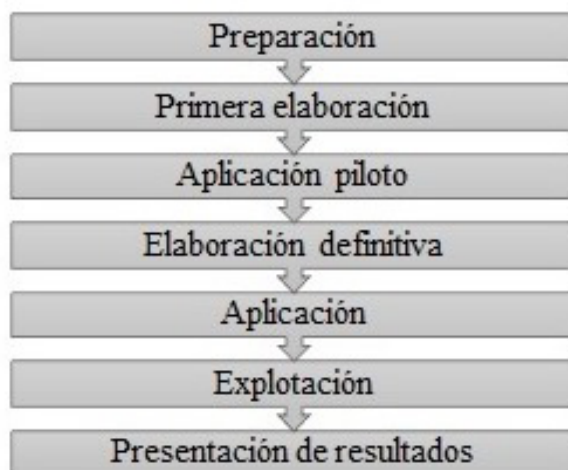 Preparación
Primera elaboración
Aplicación piloto
Elaboración definitiva
Aplicación
Explotación
Presentación de resultados